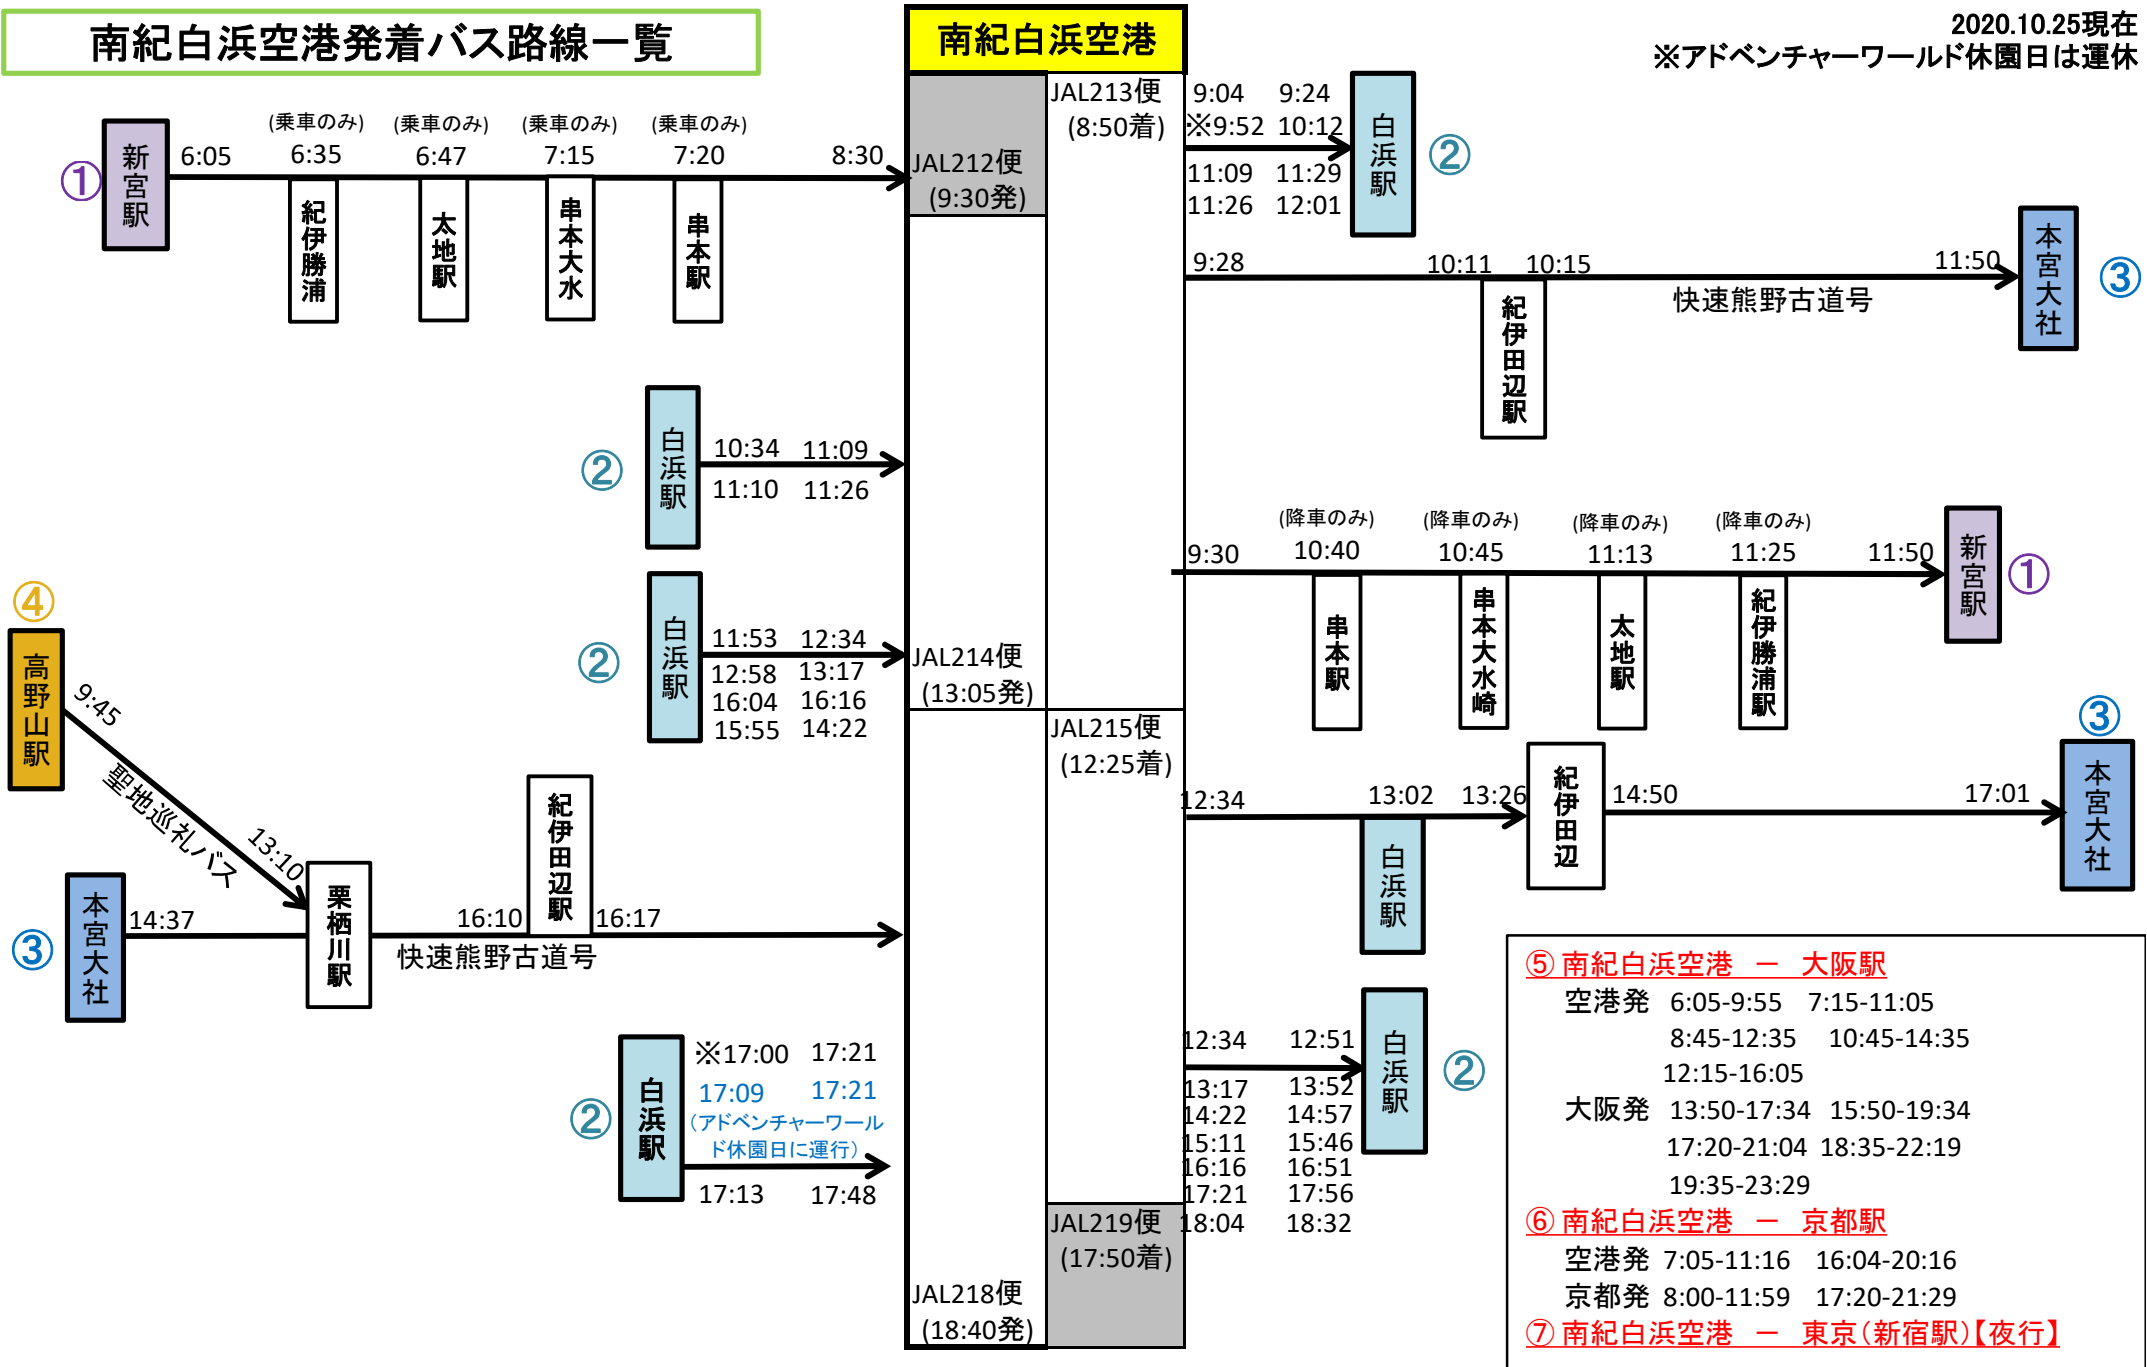 南紀白浜空港発着バス路線一覧
南紀白浜空港
2020.10.25現在
※アドベンチャーワールド休園日は運休
①
新宮駅
6:05
(乗車のみ)
6:35
紀伊勝浦
(乗車のみ)
6:47
太地駅
(乗車のみ)
7:15
串本大水
(乗車のみ)
7:20
串本駅
8:30
JAL212便
(9:30発)
JAL213便
(8:50着)
9:04 9:24
※9:52 10:12
11:09 11:29
11:26 12:01
白浜駅
②
9:28
10:11 10:15
11:50
快速熊野古道号
紀伊田辺駅
本宮大社
③
②
白浜駅
10:34 11:09
11:10 11:26
9:30
(降車のみ)
10:40
串本駅
(降車のみ)
10:45
串本大水崎
(降車のみ)
11:13
太地駅
(降車のみ)
11:25
紀伊勝浦駅
11:50
新宮駅
①
②
白浜駅
11:53 12:34
12:58 13:17
16:04 16:16
15:55 14:22
JAL214便
(13:05発)
JAL215便
(12:25着)
12:34
13:02 13:26
白浜駅
紀伊田辺
14:50
17:01
③
本宮大社
④
高野山駅
9:45
聖地巡礼バス
13:10
③
本宮大社
14:37
栗栖川駅
16:10
紀伊田辺駅
16:17
快速熊野古道号
②
白浜駅
※17:00 17:21
17:09 17:21
(アドベンチャーワール
ド休園日に運行)
17:13 17:48
12:34 12:51
13:17 13:52
14:22 14:57
15:11 15:46
16:16 16:51
17:21 17:56
18:04 18:32
白浜駅
②
JAL219便
(17:50着)
JAL218便
(18:40発)
⑤ 南紀白浜空港 － 大阪駅
空港発 6:05-9:55 7:15-11:05
8:45-12:35 10:45-14:35
12:15-16:05
大阪発 13:50-17:34 15:50-19:34
17:20-21:04 18:35-22:19
19:35-23:29
⑥ 南紀白浜空港 － 京都駅
空港発 7:05-11:16 16:04-20:16
京都発 8:00-11:59 17:20-21:29
⑦ 南紀白浜空港 － 東京(新宿駅)【夜行】